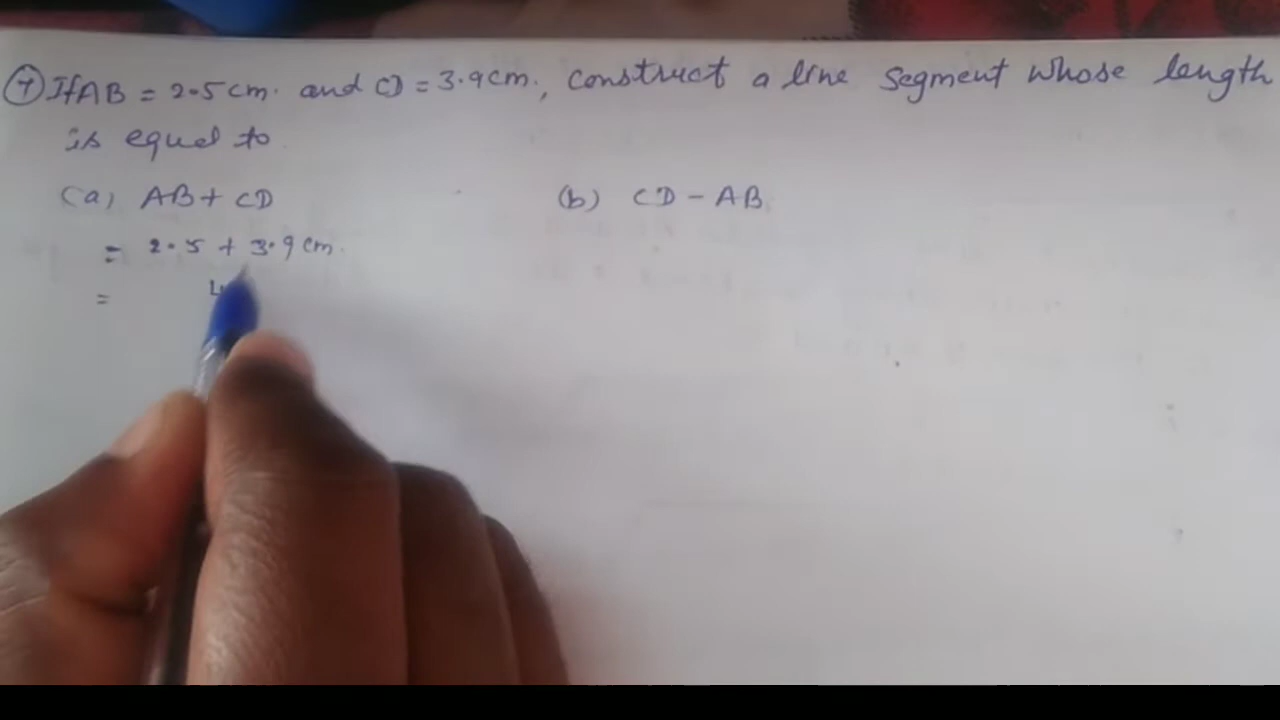 7 If AB = 2.5 cm. and CD = 3.9 cm., construct a line segment whose length
is equal to
(a) AB + CD
(b) CD - AB
= 2.5 + 3.9 cm.
=